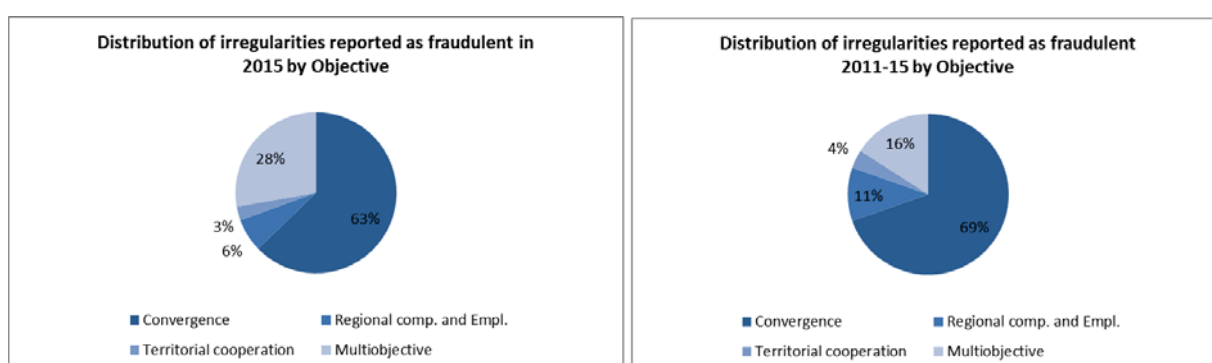 Distribution of irregularities reported as fraudulent in
2015 by Objective
28%
63%
3%
6%
Convergence
Regional comp. and Empl.
Territorial cooperation
Multiobjective
Distribution of irregularities reported as fraudulent
2011-15 by Objective
16%
4%
11%
69%
Convergence
Regional comp. and Empl.
Territorial cooperation
Multiobjective